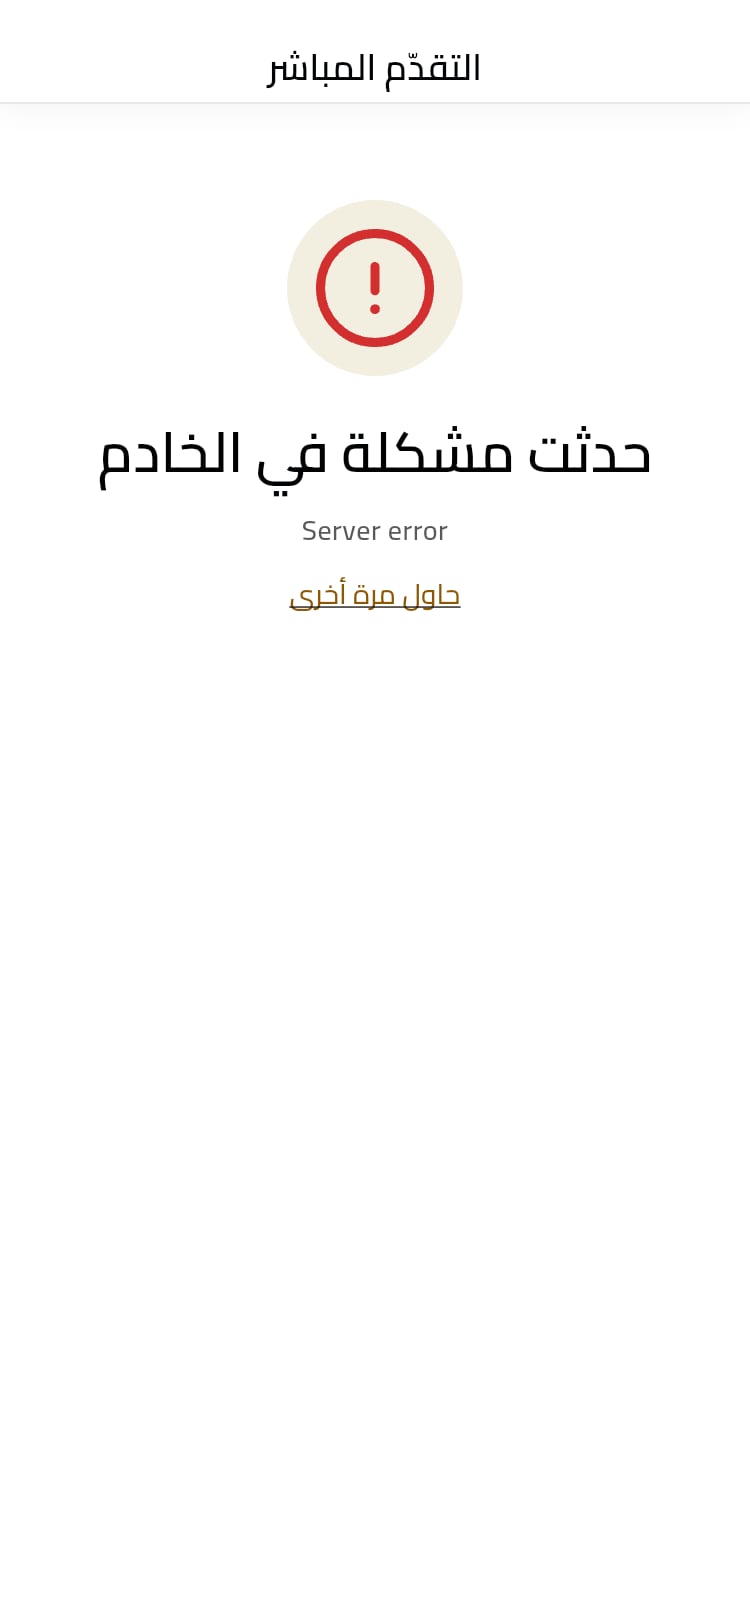 التقدّم المباشر
حدثت مشكلة في الخادم
Server error
حاول مرة أخرى